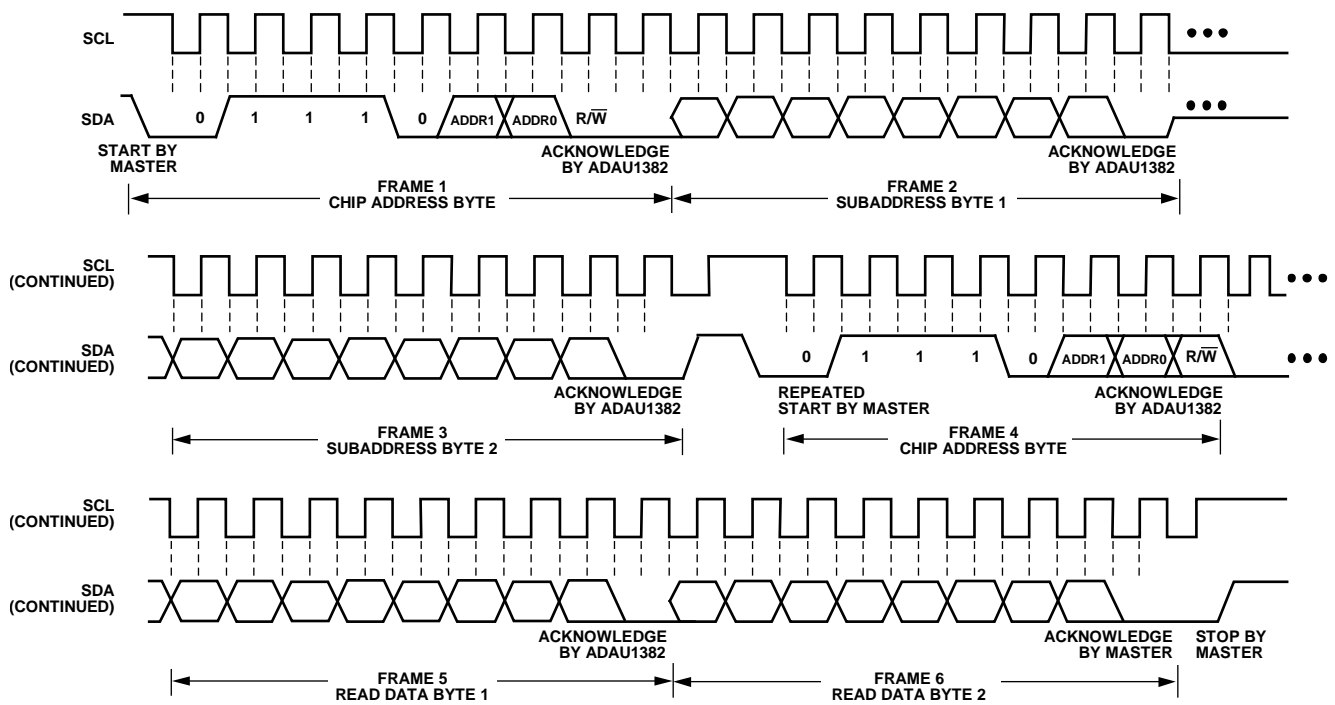 SCL
SDA
0 1 1 1 0 ADDR1 ADDR0 R/W̅
START BY
MASTER
ACKNOWLEDGE
BY ADAU1382
ACKNOWLEDGE
BY ADAU1382
FRAME 1
CHIP ADDRESS BYTE
FRAME 2
SUBADDRESS BYTE 1
SCL
(CONTINUED)
SDA
(CONTINUED)
0 1 1 1 0 ADDR1 ADDR0 R/W̅
ACKNOWLEDGE
BY ADAU1382
REPEATED
START BY MASTER
ACKNOWLEDGE
BY ADAU1382
FRAME 3
SUBADDRESS BYTE 2
FRAME 4
CHIP ADDRESS BYTE
SCL
(CONTINUED)
SDA
(CONTINUED)
ACKNOWLEDGE
BY ADAU1382
ACKNOWLEDGE
BY MASTER
STOP BY
MASTER
FRAME 5
READ DATA BYTE 1
FRAME 6
READ DATA BYTE 2